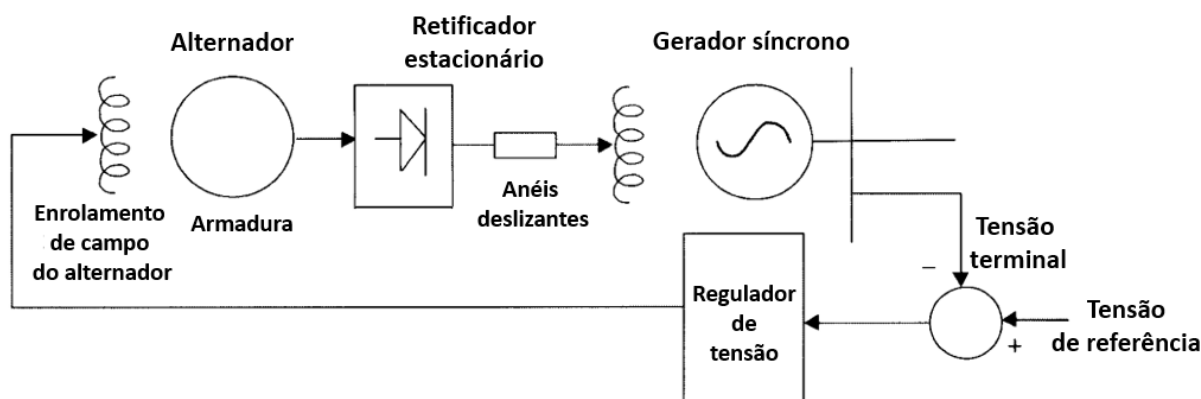 Alternador
Retificador
estacionário
Gerador síncrono
Enrolamento
de campo
do alternador
Armadura
Anéis
deslizantes
Tensão
terminal
−
Regulador
de
tensão
+
Tensão
de referência